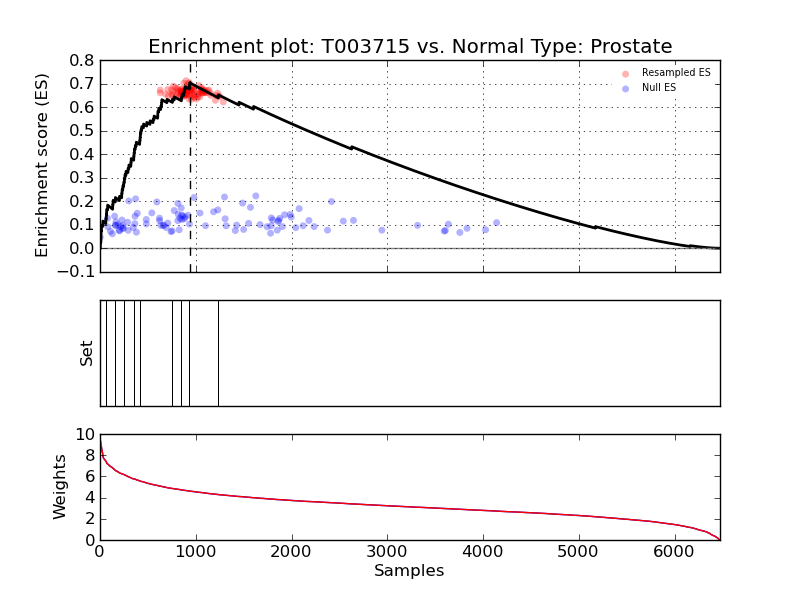 Enrichment plot: T003715 vs. Normal Type: Prostate
Enrichment score (ES)
0.8
0.7
0.6
0.5
0.4
0.3
0.2
0.1
0.0
−0.1
Resampled ES
Null ES
Set
Weights
10
8
6
4
2
0
0 1000 2000 3000 4000 5000 6000
Samples